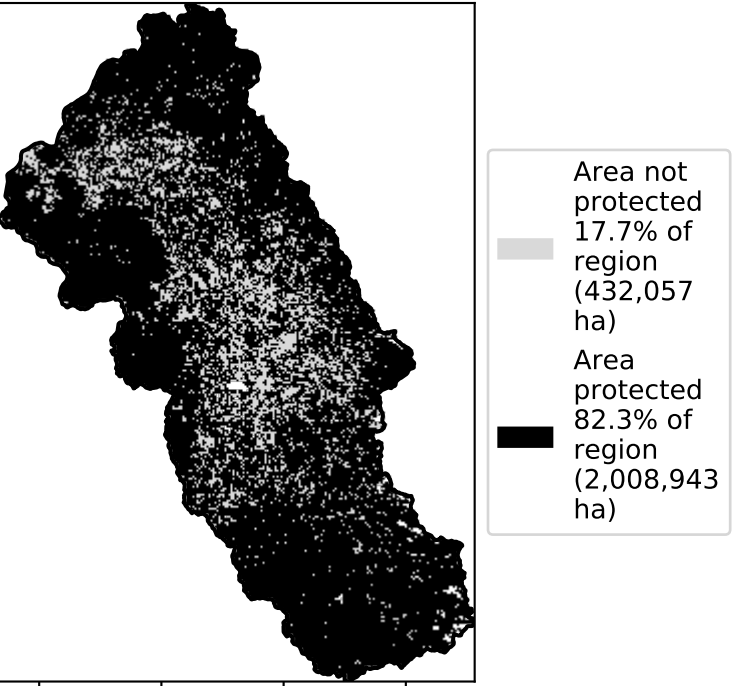 Area not
protected
17.7% of
region
(432,057
ha)
Area
protected
82.3% of
region
(2,008,943
ha)